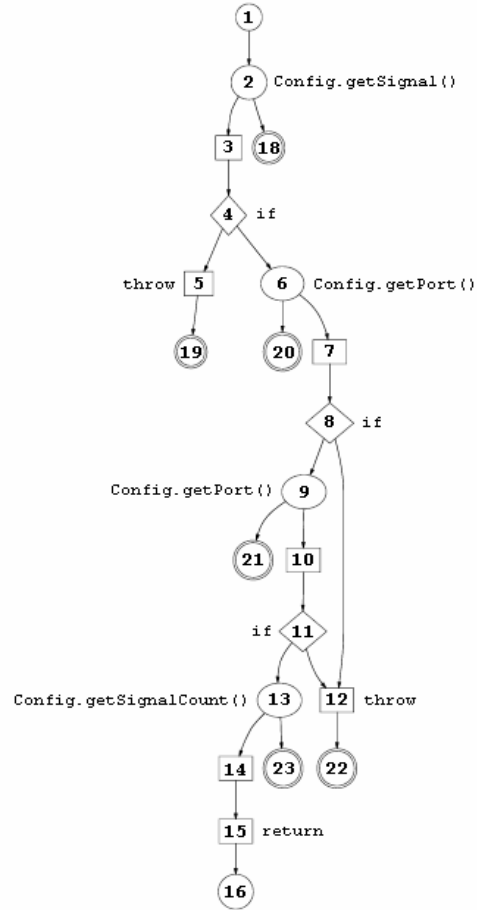 1
2 Config.getSignal()
3 18
4 if
throw 5 6 Config.getPort()
19 20 7
8 if
Config.getPort() 9
21 10
if 11
Config.getSignalCount() 13 12 throw
14 23 22
15 return
16